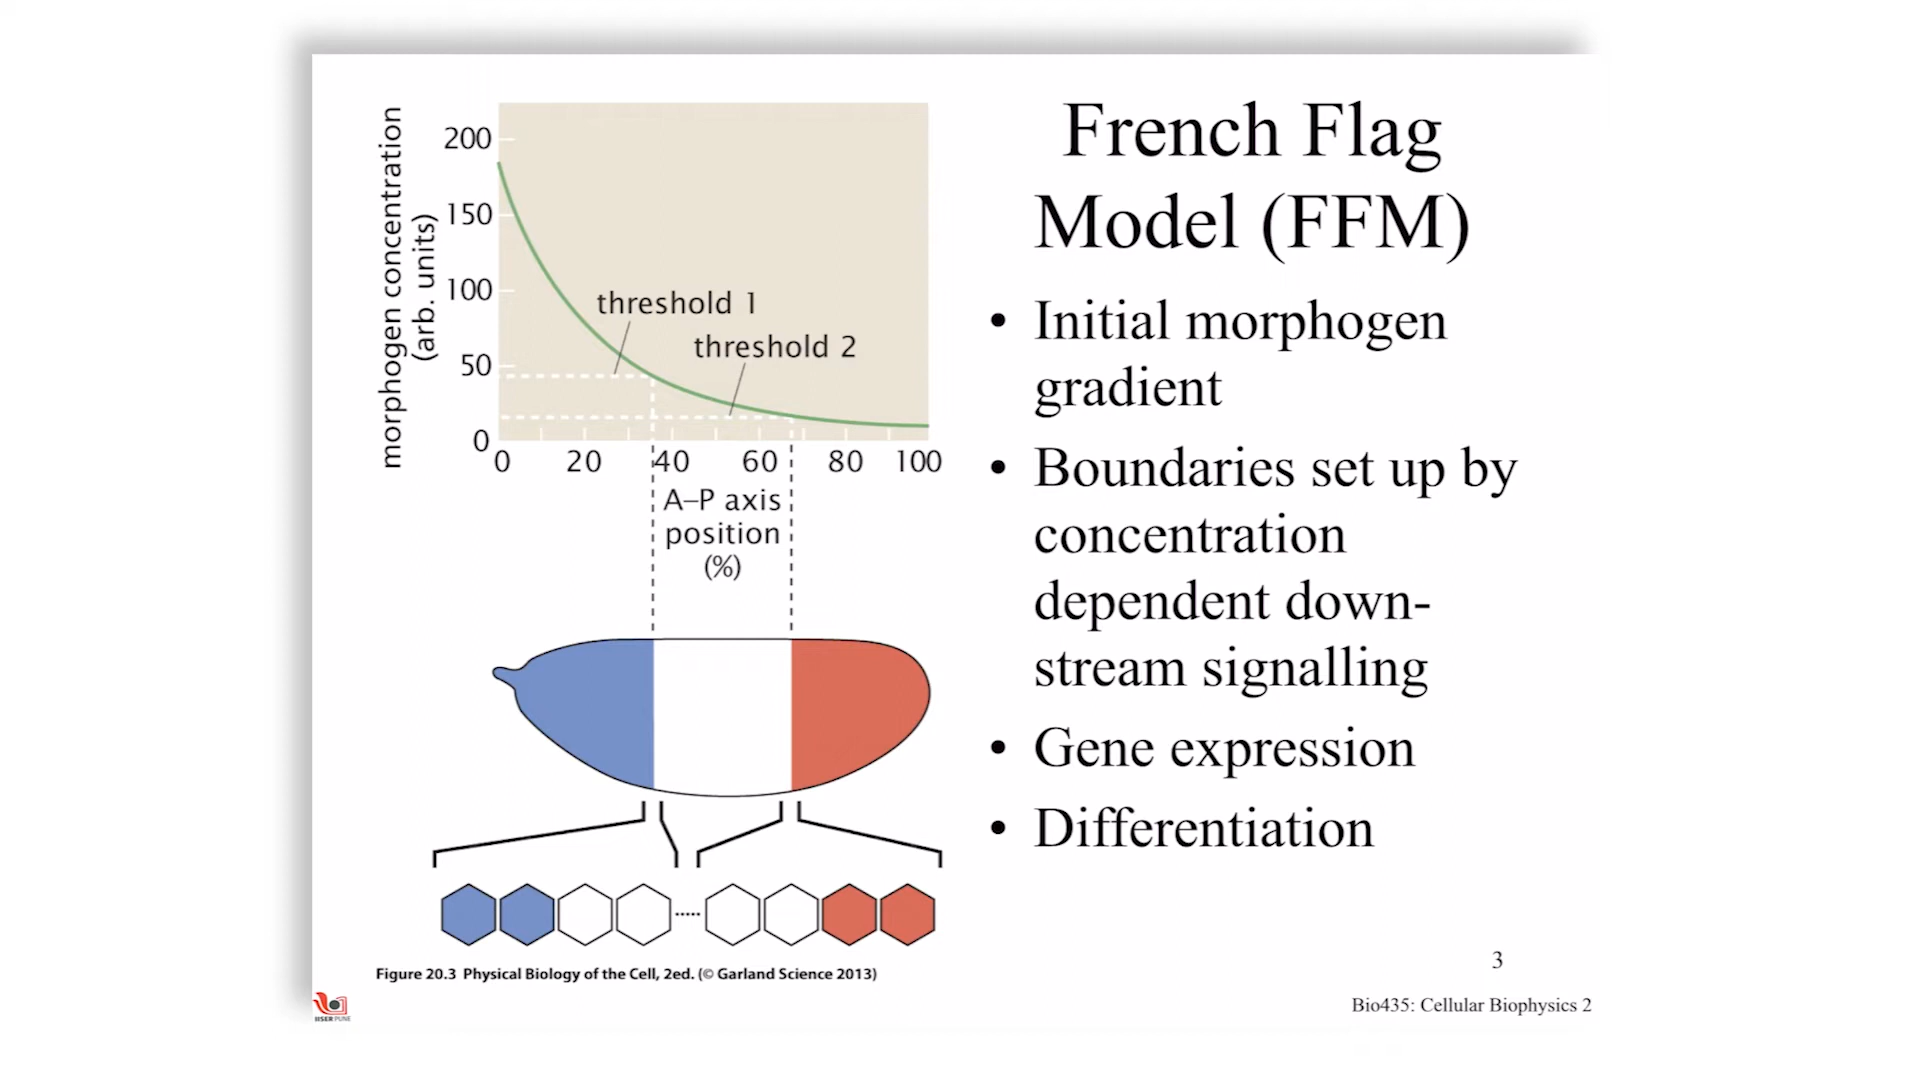 French Flag
Model (FFM)
• Initial morphogen
gradient
• Boundaries set up by
concentration
dependent down-
stream signalling
• Gene expression
• Differentiation
morphogen concentration
(arb. units)
200
150
100
50
0
threshold 1
threshold 2
0 20 40 60 80 100
A–P axis
position
(%)
Figure 20.3 Physical Biology of the Cell, 2ed. (© Garland Science 2013)
3
Bio435: Cellular Biophysics 2
IISER PUNE